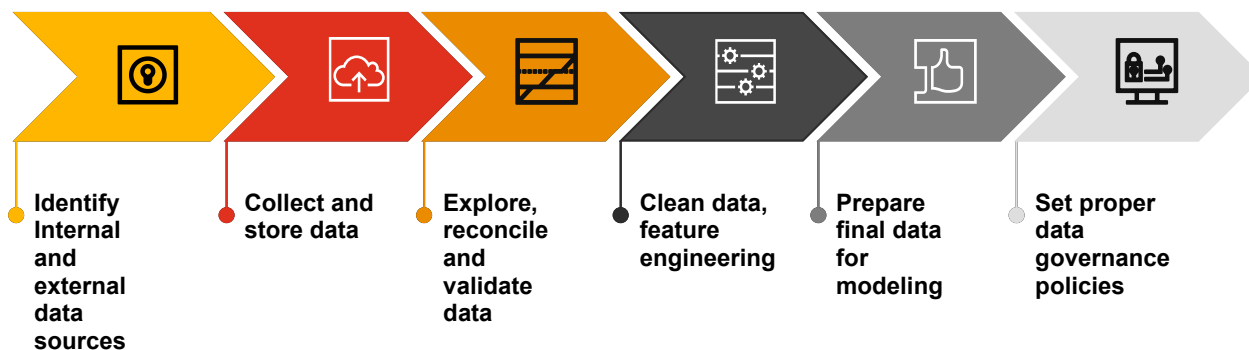 Identify
Internal
and
external
data
sources
Collect and
store data
Explore,
reconcile
and
validate
data
Clean data,
feature
engineering
Prepare
final data
for
modeling
Set proper
data
governance
policies